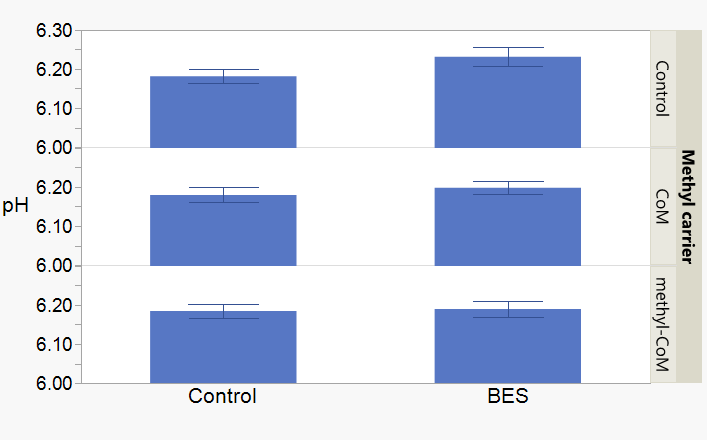 6.30
6.20
6.10
6.00
Control
6.20
6.10
6.00
CoM
6.20
6.10
6.00
methyl-CoM
pH
Methyl carrier
Control BES